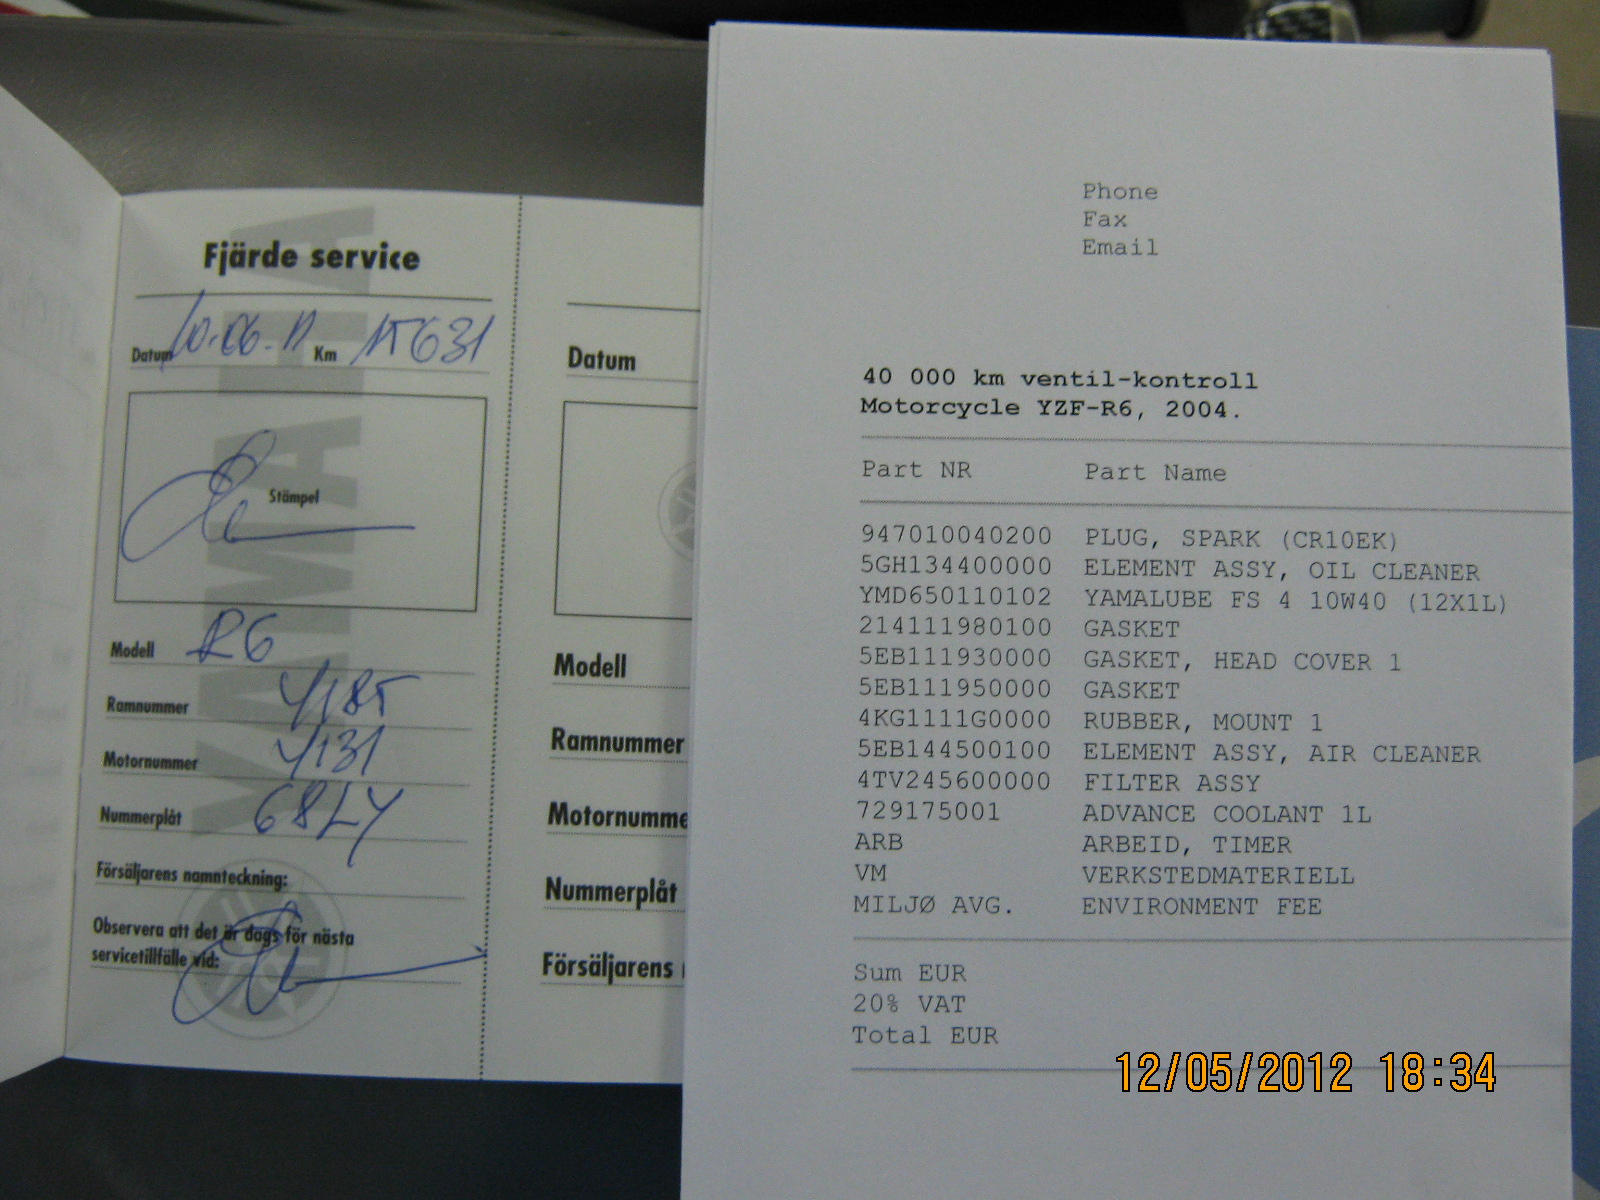 YAMAHA
Fjärde service
Datum 10.06.11 Km 15631
Stämpel
Modell R6
Ramnummer 4185
Motornummer 4131
Nummerplåt 68LY
Försäljarens namnteckning:
Observera att det är dags för nästa
servicetillfälle vid:
Datum
Modell
Ramnummer
Motornumme
Nummerplåt
Försäljarens
Phone
Fax
Email
40 000 km ventil-kontroll
Motorcycle YZF-R6, 2004.
Part NR Part Name
947010040200 PLUG, SPARK (CR10EK)
5GH134400000 ELEMENT ASSY, OIL CLEANER
YMD650110102 YAMALUBE FS 4 10W40 (12X1L)
214111980100 GASKET
5EB111930000 GASKET, HEAD COVER 1
5EB111950000 GASKET
4KG1111G0000 RUBBER, MOUNT 1
5EB144500100 ELEMENT ASSY, AIR CLEANER
4TV245600000 FILTER ASSY
729175001 ADVANCE COOLANT 1L
ARB ARBEID, TIMER
VM VERKSTEDMATERIELL
MILJØ AVG. ENVIRONMENT FEE
Sum EUR
20% VAT
Total EUR
12/05/2012 18:34